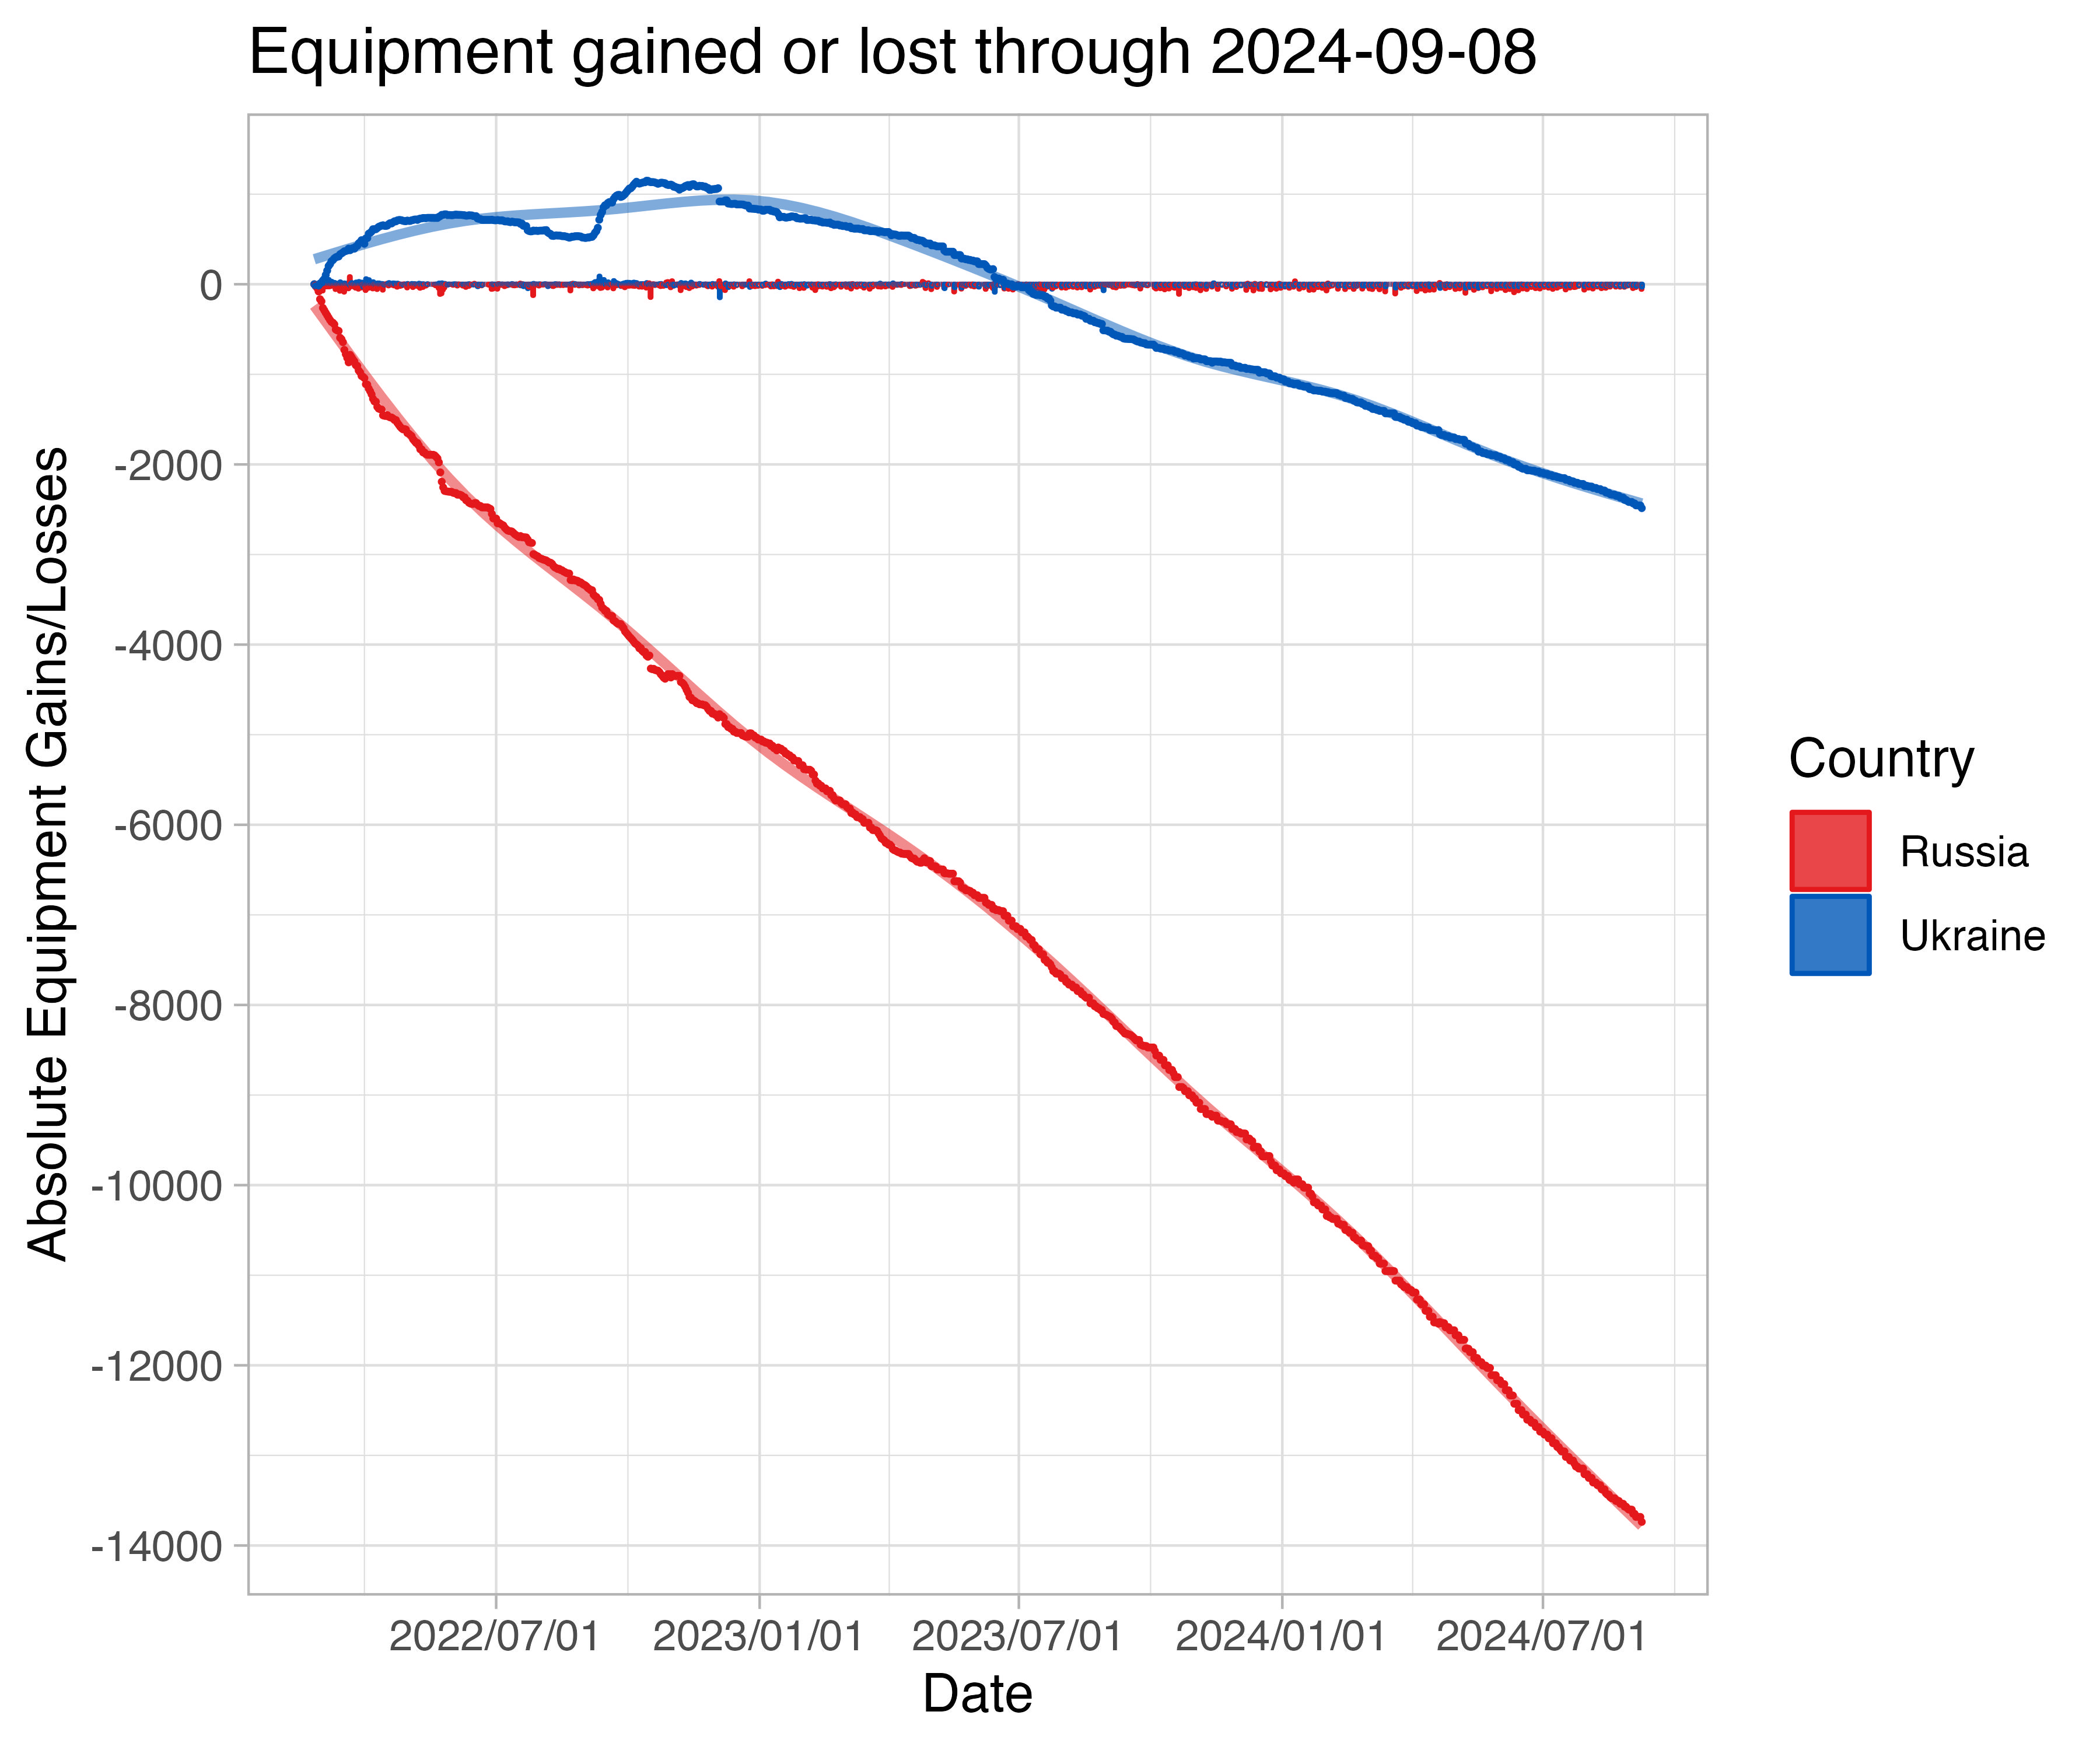 Equipment gained or lost through 2024-09-08
Absolute Equipment Gains/Losses
0
-2000
-4000
-6000
-8000
-10000
-12000
-14000
2022/07/01 2023/01/01 2023/07/01 2024/01/01 2024/07/01
Date
Country
Russia
Ukraine